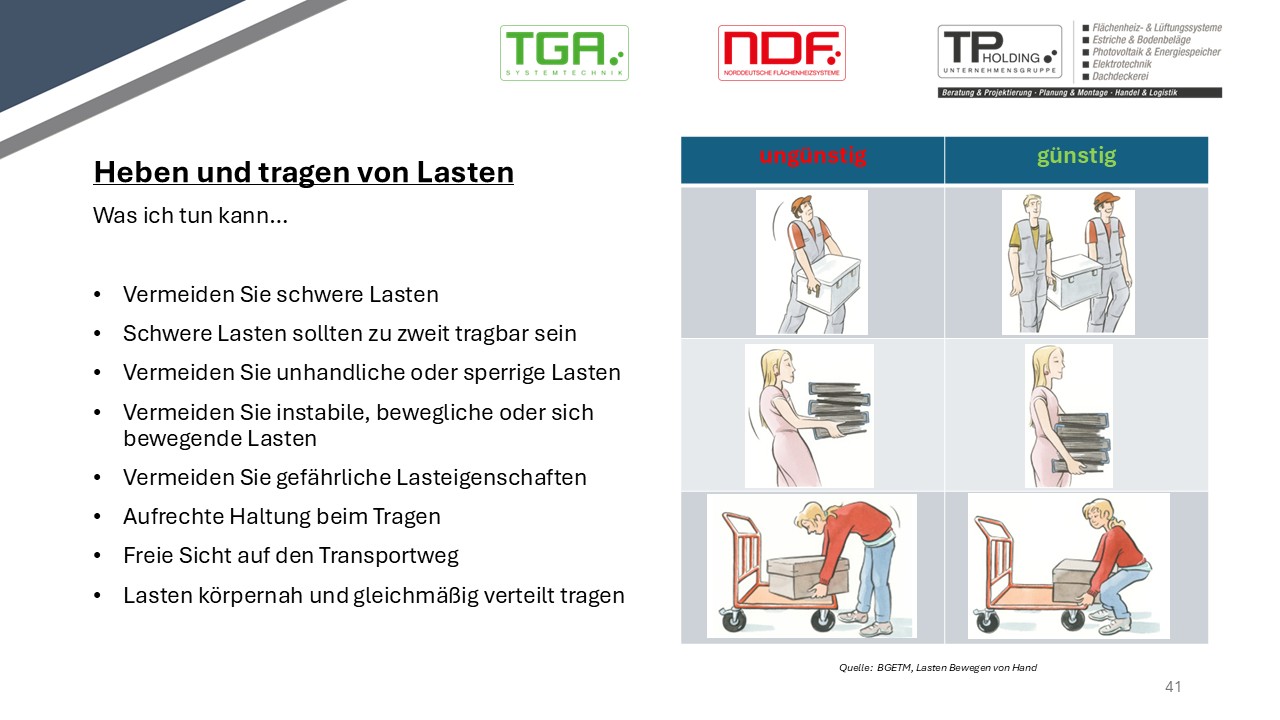 TGA
SYSTEMTECHNIK
NDF
NORDDEUTSCHE FLÄCHENHEIZSYSTEME
TP HOLDING
UNTERNEHMENSGRUPPE
■ Flächenheiz- & Lüftungssysteme
■ Estriche & Bodenbeläge
■ Photovoltaik & Energiespeicher
■ Elektrotechnik
■ Dachdeckerei
Beratung & Projektierung · Planung & Montage · Handel & Logistik
Heben und tragen von Lasten
Was ich tun kann...
• Vermeiden Sie schwere Lasten
• Schwere Lasten sollten zu zweit tragbar sein
• Vermeiden Sie unhandliche oder sperrige Lasten
• Vermeiden Sie instabile, bewegliche oder sich
bewegende Lasten
• Vermeiden Sie gefährliche Lasteigenschaften
• Aufrechte Haltung beim Tragen
• Freie Sicht auf den Transportweg
• Lasten körpernah und gleichmäßig verteilt tragen
ungünstig
günstig
Quelle: BGETM, Lasten Bewegen von Hand
41